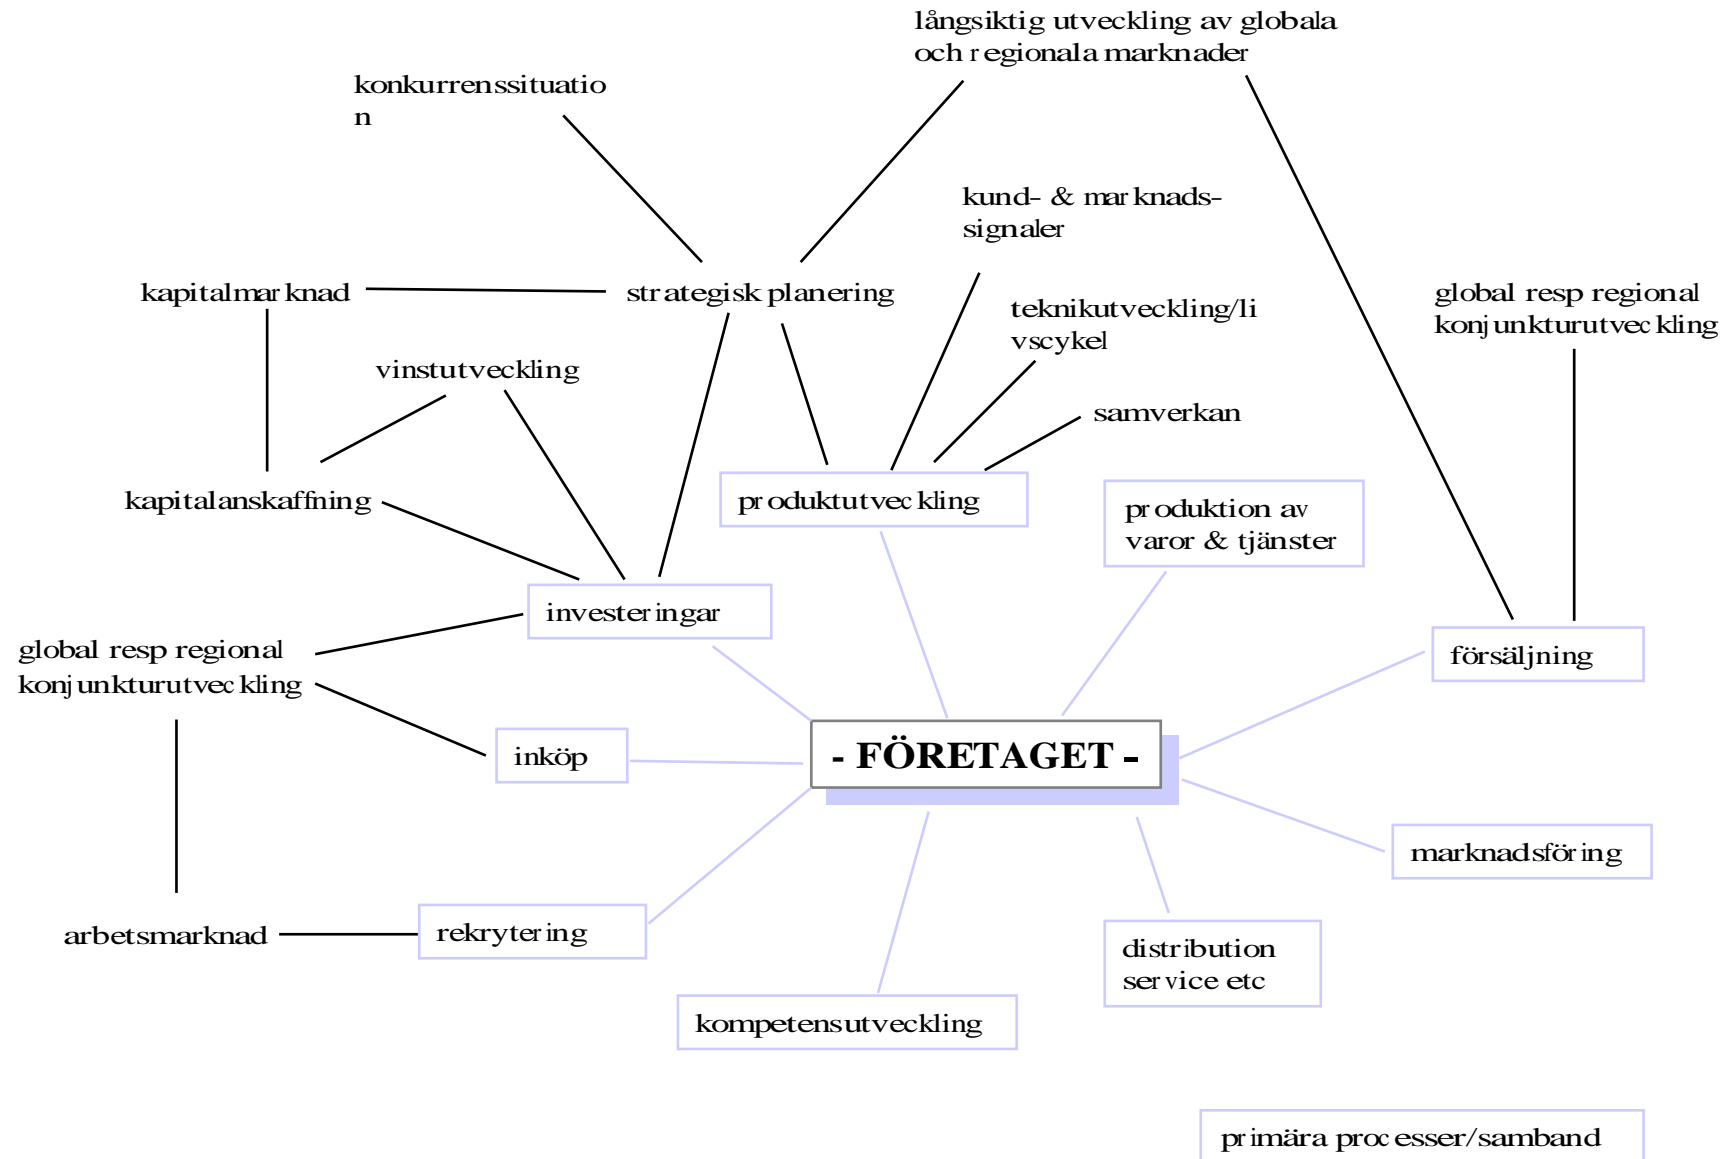 långsiktig utveckling av globala
och regionala marknader
konkurrenssituatio
n
kund- & marknads-
signaler
kapitalmarknad
strategisk planering
global resp regional
konjunkturutveckling
teknikutveckling/li
vscykel
vinstutveckling
samverkan
kapitalanskaffning
produktutveckling
produktion av
varor & tjänster
investeringar
global resp regional
konjunkturutveckling
försäljning
inköp
- FÖRETAGET -
marknadsföring
arbetsmarknad
rekrytering
distribution
service etc
kompetensutveckling
primära processer/samband